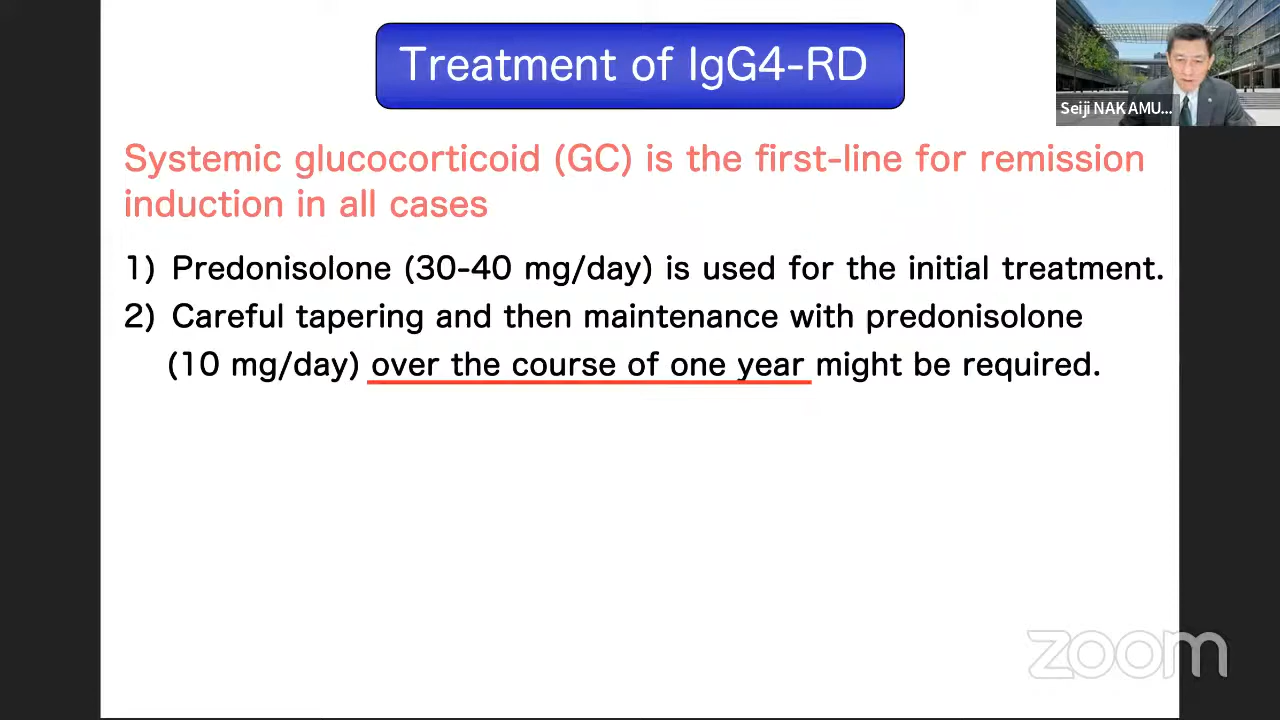 Treatment of IgG4-RD
Seiji NAKAMU...
Systemic glucocorticoid (GC) is the first-line for remission
induction in all cases
1) Predonisolone (30-40 mg/day) is used for the initial treatment.
2) Careful tapering and then maintenance with predonisolone
(10 mg/day) over the course of one year might be required.
zoom